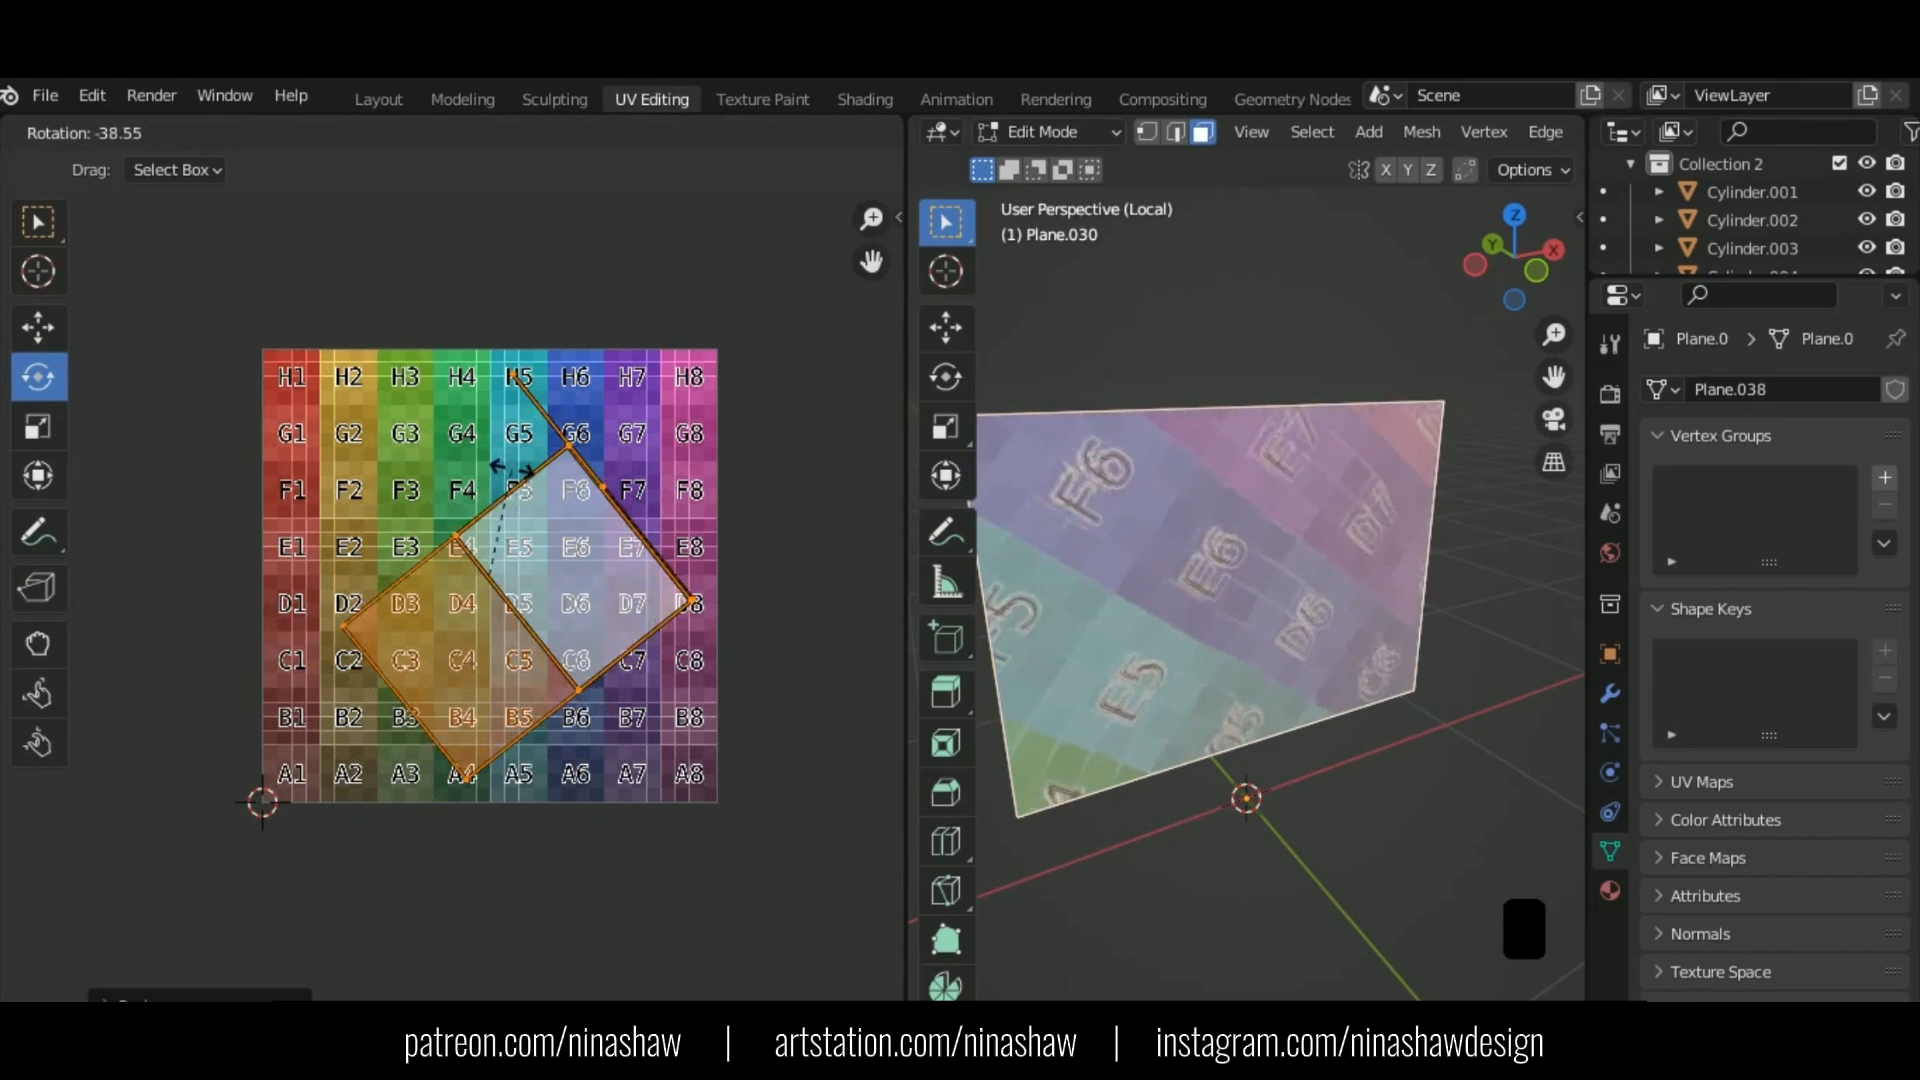 File Edit Render Window Help Layout Modeling Sculpting UV Editing Texture Paint Shading Animation Rendering Compositing Geometry Nodes Scene ViewLayer
Rotation: -38.55
Edit Mode View Select Add Mesh Vertex Edge
Drag: Select Box
X Y Z Options
Collection 2
Cylinder.001
Cylinder.002
Cylinder.003
User Perspective (Local)
(1) Plane.030
Z Y X
H1 H2 H3 H4 H5 H6 H7 H8
G1 G2 G3 G4 G5 G6 G7 G8
F1 F2 F3 F4 F5 F6 F7 F8
E1 E2 E3 E4 E5 E6 E7 E8
D1 D2 D3 D4 D5 D6 D7 D8
C1 C2 C3 C4 C5 C6 C7 C8
B1 B2 B3 B4 B5 B6 B7 B8
A1 A2 A3 A4 A5 A6 A7 A8
F6 E7 D7
F5 E6 D6 C6
E5 D5
Plane.0 Plane.0
Plane.038
Vertex Groups
Shape Keys
UV Maps
Color Attributes
Face Maps
Attributes
Normals
Texture Space
patreon.com/ninashaw | artstation.com/ninashaw | instagram.com/ninashawdesign